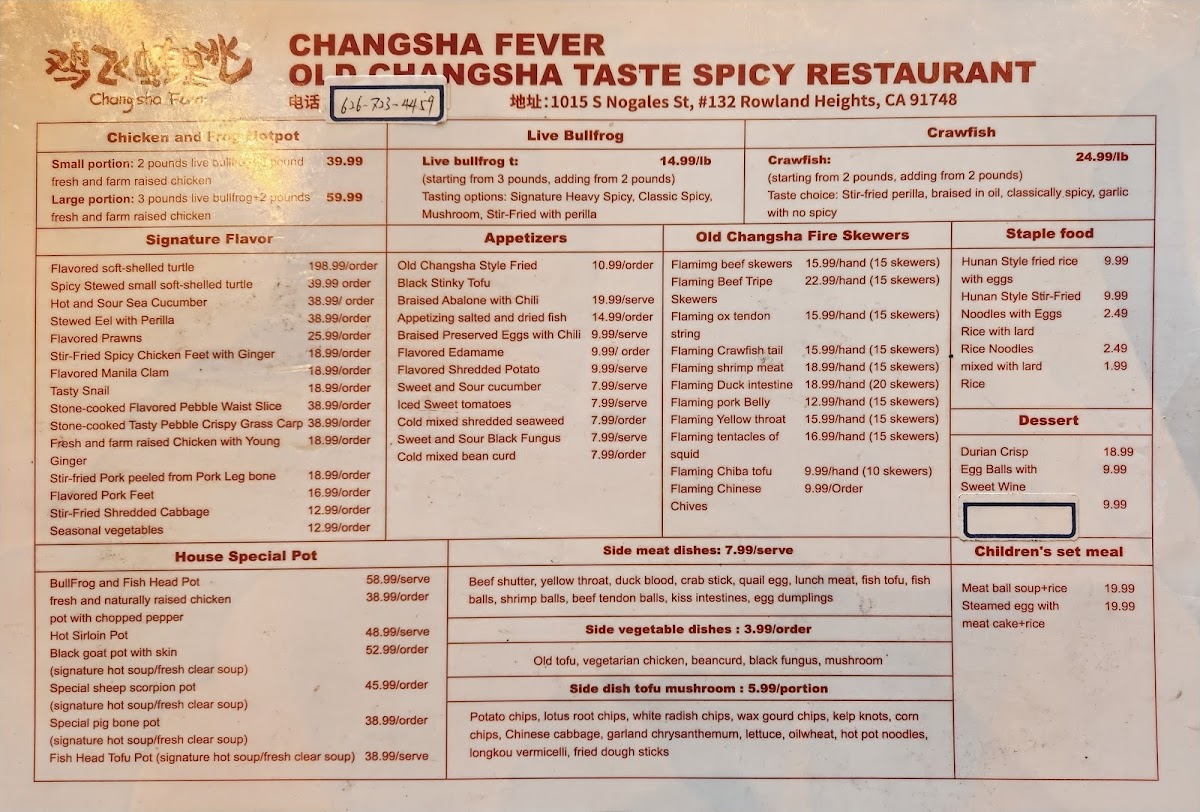 鸡飞蛙跳
Changsha Fever
CHANGSHA FEVER
OLD CHANGSHA TASTE SPICY RESTAURANT
电话 626-723-4459 地址:1015 S Nogales St, #132 Rowland Heights, CA 91748
Chicken and Frog Hotpot
Small portion: 2 pounds live bullfrog+1 pound 39.99
fresh and farm raised chicken
Large portion: 3 pounds live bullfrog+2 pounds 59.99
fresh and farm raised chicken
Live Bullfrog
Live bullfrog t: 14.99/lb
(starting from 3 pounds, adding from 2 pounds)
Tasting options: Signature Heavy Spicy, Classic Spicy,
Mushroom, Stir-Fried with perilla
Crawfish
Crawfish: 24.99/lb
(starting from 2 pounds, adding from 2 pounds)
Taste choice: Stir-fried perilla, braised in oil, classically spicy, garlic
with no spicy
Signature Flavor
Flavored soft-shelled turtle 198.99/order
Spicy Stewed small soft-shelled turtle 39.99 order
Hot and Sour Sea Cucumber 38.99/ order
Stewed Eel with Perilla 38.99/order
Flavored Prawns 25.99/order
Stir-Fried Spicy Chicken Feet with Ginger 18.99/order
Flavored Manila Clam 18.99/order
Tasty Snail 18.99/order
Stone-cooked Flavored Pebble Waist Slice 38.99/order
Stone-cooked Tasty Pebble Crispy Grass Carp 38.99/order
Fresh and farm raised Chicken with Young 18.99/order
Ginger
Stir-fried Pork peeled from Pork Leg bone 18.99/order
Flavored Pork Feet 16.99/order
Stir-Fried Shredded Cabbage 12.99/order
Seasonal vegetables 12.99/order
Appetizers
Old Changsha Style Fried 10.99/order
Black Stinky Tofu
Braised Abalone with Chili 19.99/serve
Appetizing salted and dried fish 14.99/order
Braised Preserved Eggs with Chili 9.99/serve
Flavored Edamame 9.99/ order
Flavored Shredded Potato 9.99/serve
Sweet and Sour cucumber 7.99/serve
Iced Sweet tomatoes 7.99/serve
Cold mixed shredded seaweed 7.99/order
Sweet and Sour Black Fungus 7.99/serve
Cold mixed bean curd 7.99/order
Old Changsha Fire Skewers
Flamimg beef skewers 15.99/hand (15 skewers)
Flaming Beef Tripe 22.99/hand (15 skewers)
Skewers
Flaming ox tendon 15.99/hand (15 skewers)
string
Flaming Crawfish tail 15.99/hand (15 skewers)
Flaming shrimp meat 18.99/hand (15 skewers)
Flaming Duck intestine 18.99/hand (20 skewers)
Flaming pork Belly 12.99/hand (15 skewers)
Flaming Yellow throat 15.99/hand (15 skewers)
Flaming tentacles of 16.99/hand (15 skewers)
squid
Flaming Chiba tofu 9.99/hand (10 skewers)
Flaming Chinese 9.99/Order
Chives
Staple food
Hunan Style fried rice 9.99
with eggs
Hunan Style Stir-Fried 9.99
Noodles with Eggs 2.49
Rice with lard
Rice Noodles 2.49
mixed with lard 1.99
Rice
Dessert
Durian Crisp 18.99
Egg Balls with 9.99
Sweet Wine
9.99
House Special Pot
BullFrog and Fish Head Pot 58.99/serve
fresh and naturally raised chicken 38.99/order
pot with chopped pepper
Hot Sirloin Pot 48.99/serve
Black goat pot with skin 52.99/order
(signature hot soup/fresh clear soup)
Special sheep scorpion pot 45.99/order
(signature hot soup/fresh clear soup)
Special pig bone pot 38.99/order
(signature hot soup/fresh clear soup)
Fish Head Tofu Pot (signature hot soup/fresh clear soup) 38.99/serve
Side meat dishes: 7.99/serve
Beef shutter, yellow throat, duck blood, crab stick, quail egg, lunch meat, fish tofu, fish
balls, shrimp balls, beef tendon balls, kiss intestines, egg dumplings
Side vegetable dishes : 3.99/order
Old tofu, vegetarian chicken, beancurd, black fungus, mushroom
Side dish tofu mushroom : 5.99/portion
Potato chips, lotus root chips, white radish chips, wax gourd chips, kelp knots, corn
chips, Chinese cabbage, garland chrysanthemum, lettuce, oilwheat, hot pot noodles,
longkou vermicelli, fried dough sticks
Children's set meal
Meat ball soup+rice 19.99
Steamed egg with 19.99
meat cake+rice